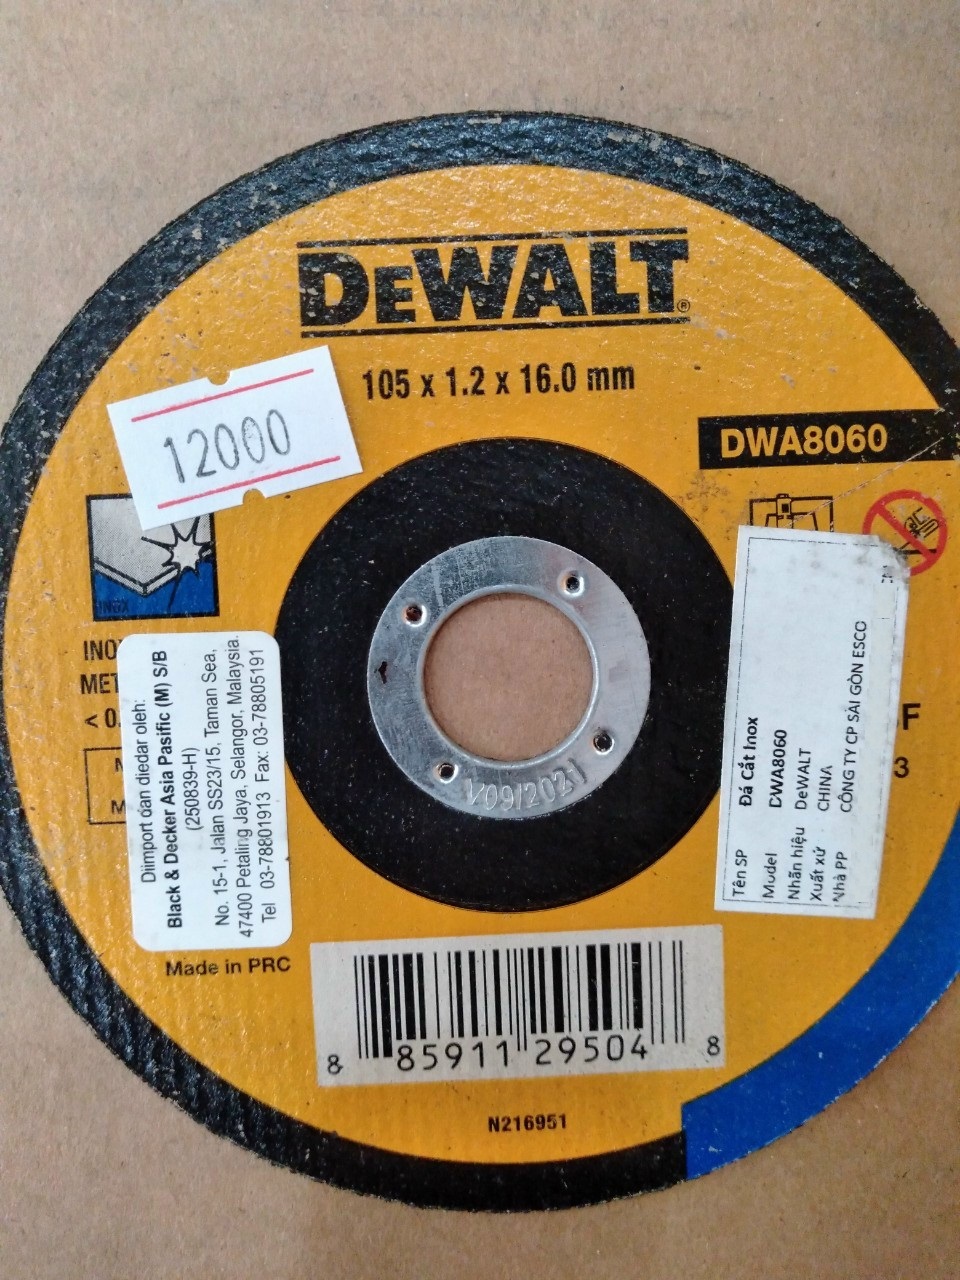 DEWALT®
105 x 1.2 x 16.0 mm
12000
DWA8060
INO
MET
< 0.
M
F
3
Diimport dan diedar oleh:
Black & Decker Asia Pasific (M) S/B
(250839-H)
No. 15-1, Jalan SS23/15, Taman Sea,
47400 Petaling Jaya, Selangor, Malaysia.
Tel 03-78801913 Fax: 03-78805191
V09/2021
Tên SP Đá Cắt Inox
Model DWA8060
Nhãn hiệu DeWALT
Xuất xứ CHINA
Nhà PP CÔNG TY CP SÀI GÒN ESCO
Made in PRC
8 85911 29504 8
N216951